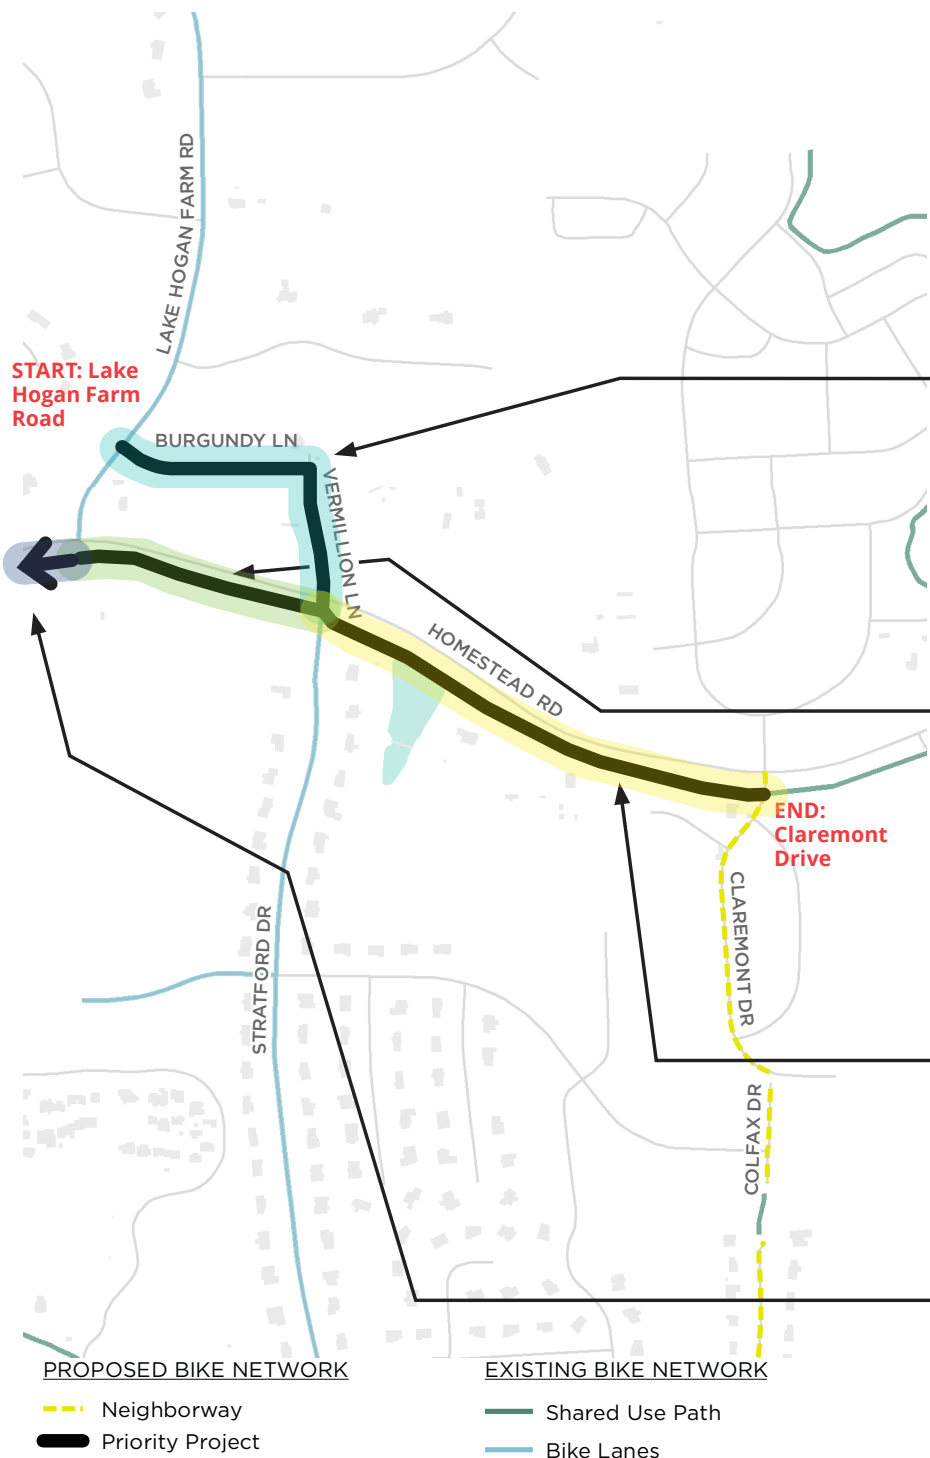 LAKE HOGAN FARM RD
START: Lake
Hogan Farm
Road
BURGUNDY LN
VERMILLION LN
HOMESTEAD RD
END:
Claremont
Drive
CLAREMONT DR
STRATFORD DR
COLFAX DR
PROPOSED BIKE NETWORK
Neighborway
Priority Project
EXISTING BIKE NETWORK
Shared Use Path
Bike Lanes